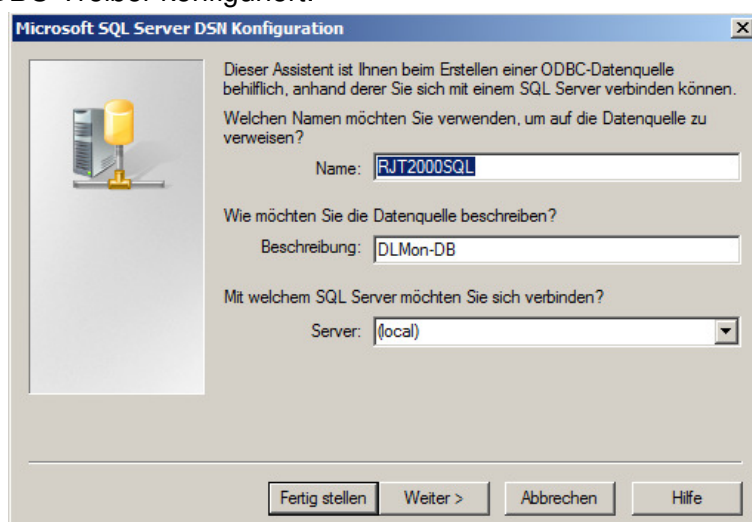 Microsoft SQL Server DSN Konfiguration
Dieser Assistent ist Ihnen beim Erstellen einer ODBC-Datenquelle
behilflich, anhand derer Sie sich mit einem SQL Server verbinden können.
Welchen Namen möchten Sie verwenden, um auf die Datenquelle zu
verweisen?
Name: RJT2000SQL
Wie möchten Sie die Datenquelle beschreiben?
Beschreibung: DLMon-DB
Mit welchem SQL Server möchten Sie sich verbinden?
Server: (local)
Fertig stellen Weiter > Abbrechen Hilfe